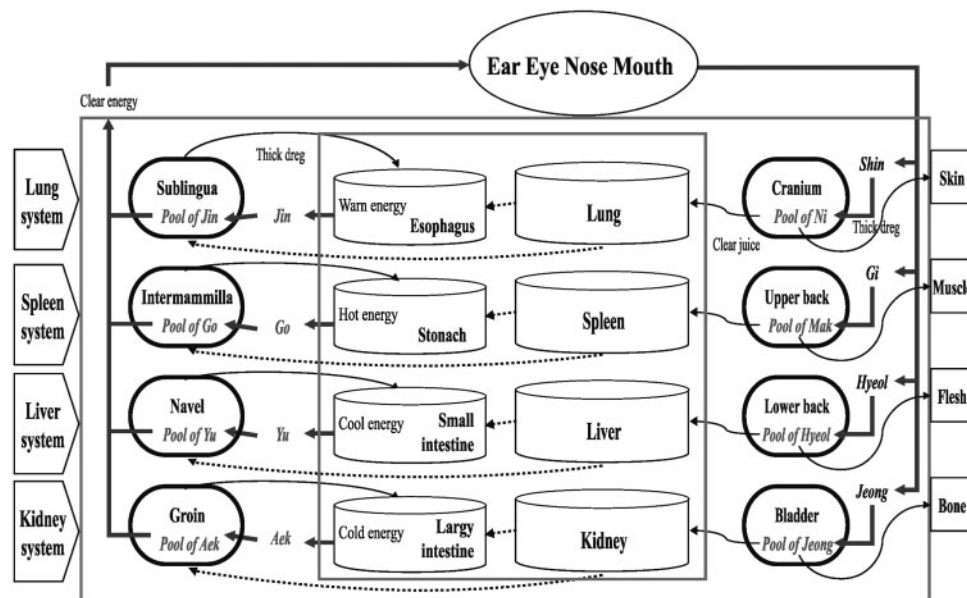 Ear Eye Nose Mouth
Clear energy
Lung
system
Sublingua
Pool of Jin
Thick dreg
Jin
Warn energy
Esophagus
Lung
Clear juice
Cranium
Pool of Ni
Shin
Thick dreg
Skin
Spleen
system
Intermammilla
Pool of Go
Go
Hot energy
Stonach
Spleen
Upper back
Pool of Mak
Gi
Muscle
Liver
system
Navel
Pool of Yu
Yu
Cool energy
Small
intestine
Liver
Lower back
Pool of Hyeol
Hyeol
Flesh
Kidney
system
Groin
Pool of Aek
Aek
Cold energy
Largy
intestine
Kidney
Bladder
Pool of Jeong
Jeong
Bone